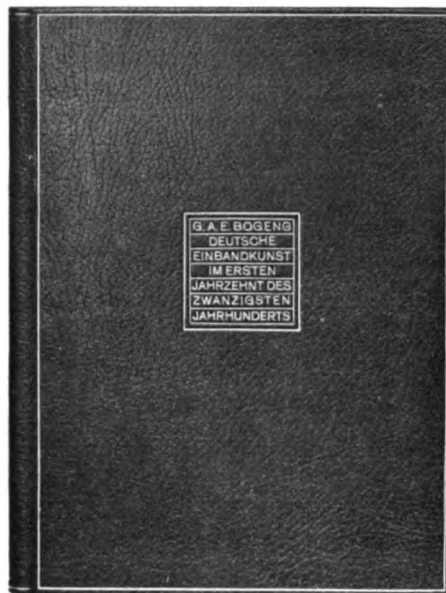 G. A. E. BOGENG
DEUTSCHE
EINBANDKUNST
IM ERSTEN
JAHRZEHNT DES
ZWANZIGSTEN
JAHRHUNDERTS